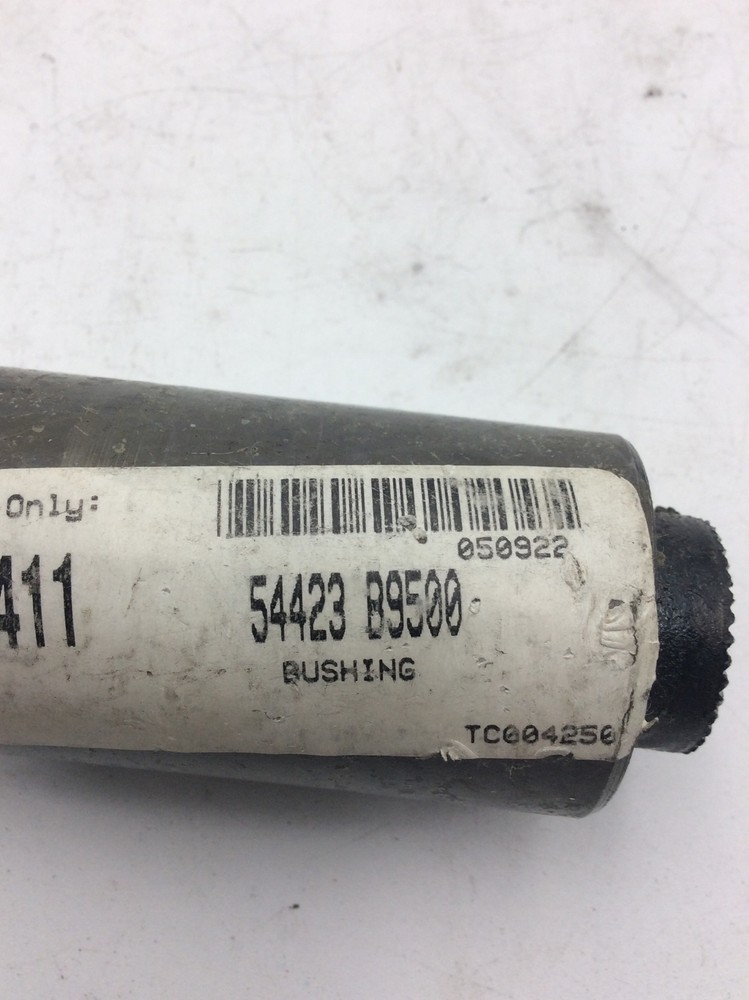 Only:
050922
411
54423 B9500
BUSHING
TC004250